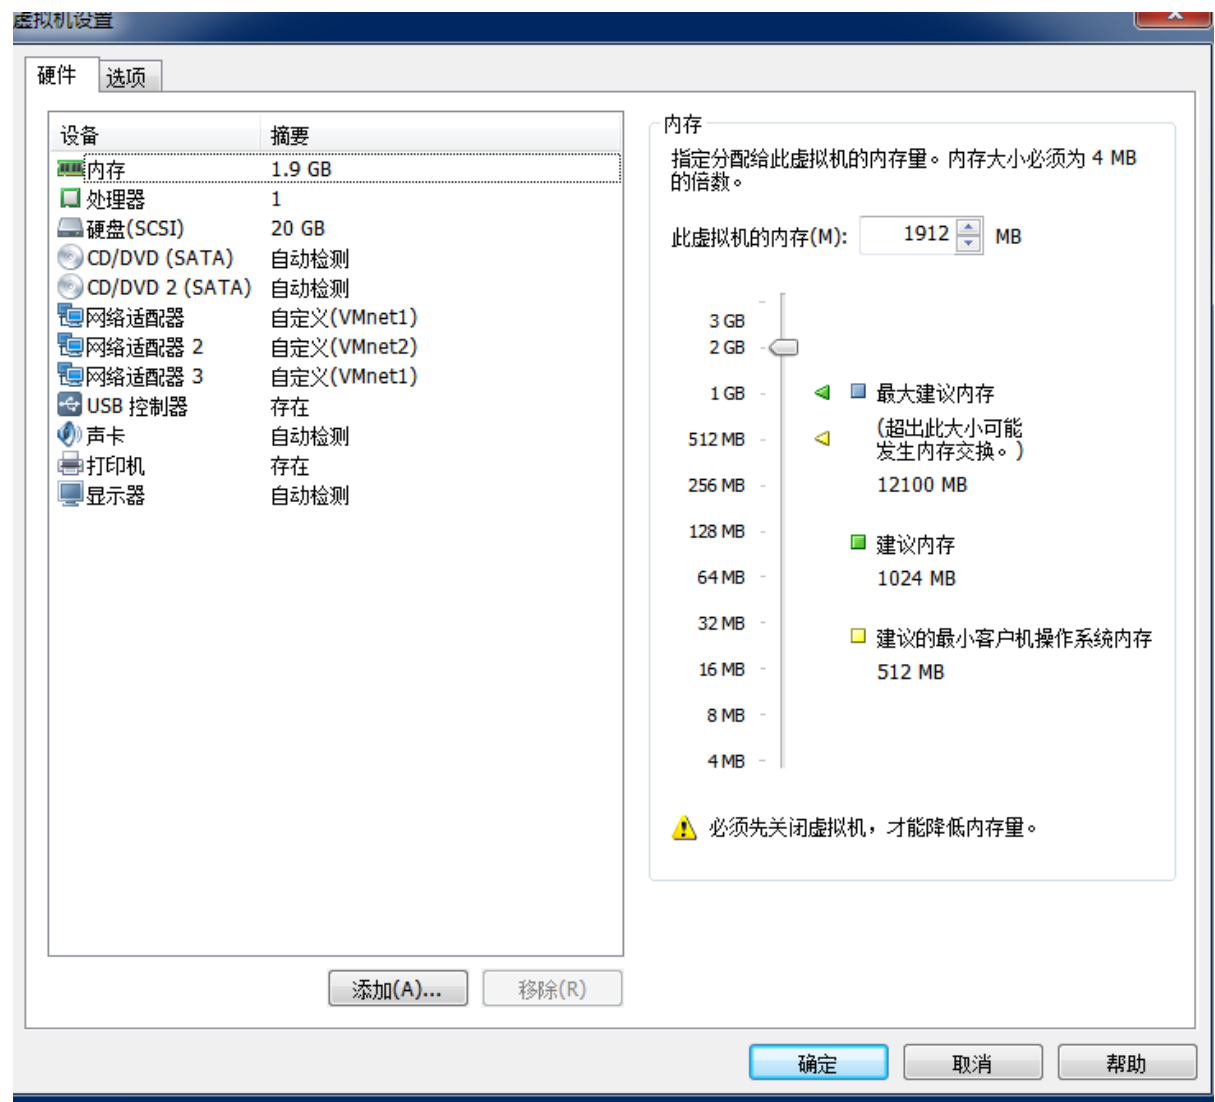 虚拟机设置
硬件 选项
设备 摘要
内存 1.9 GB
处理器 1
硬盘(SCSI) 20 GB
CD/DVD (SATA) 自动检测
CD/DVD 2 (SATA) 自动检测
网络适配器 自定义(VMnet1)
网络适配器 2 自定义(VMnet2)
网络适配器 3 自定义(VMnet1)
USB 控制器 存在
声卡 自动检测
打印机 存在
显示器 自动检测
添加(A)... 移除(R)
内存
指定分配给此虚拟机的内存量。内存大小必须为 4 MB
的倍数。
此虚拟机的内存(M): 1912 MB
3 GB
2 GB
1 GB
512 MB
256 MB
128 MB
64 MB
32 MB
16 MB
8 MB
4 MB
最大建议内存
(超出此大小可能
发生内存交换。)
12100 MB
建议内存
1024 MB
建议的最小客户机操作系统内存
512 MB
必须先关闭虚拟机，才能降低内存量。
确定 取消 帮助